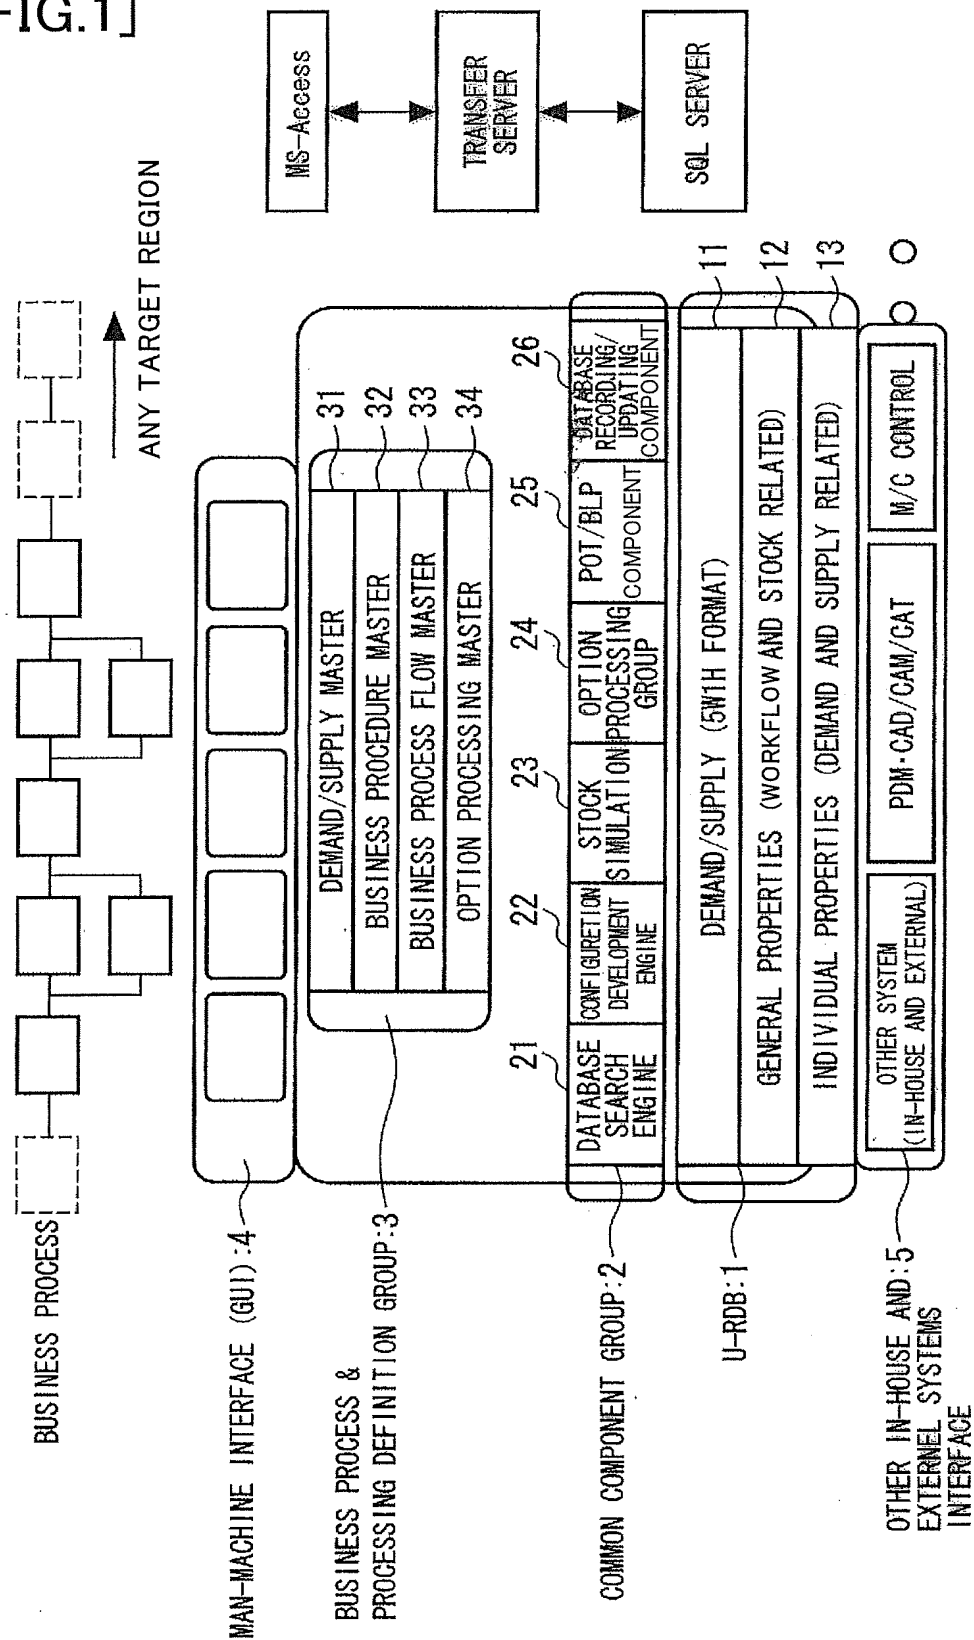 FIG.1]
BUSINESS PROCESS
ANY TARGET REGION
MAN-MACHINE INTERFACE (GUI):4
BUSINESS PROCESS &
PROCESSING DEFINITION GROUP:3
DEMAND/SUPPLY MASTER
31
BUSINESS PROCEDURE MASTER
32
BUSINESS PROCESS FLOW MASTER
33
OPTION PROCESSING MASTER
34
MS-Access
TRANSFER
SERVER
SQL SERVER
COMMON COMPONENT GROUP:2
21
DATABASE
SEARCH
ENGINE
22
CONFIGURETION
DEVELOPMENT
ENGINE
23
STOCK
SIMULATION
24
OPTION
PROCESSING
GROUP
25
POT/BLP
COMPONENT
26
DATABASE
RECORDING/
UPDATING
COMPONENT
U-RDB:1
DEMAND/SUPPLY (5W1H FORMAT)
11
GENERAL PROPERTIES (WORKFLOW AND STOCK RELATED)
12
INDIVIDUAL PROPERTIES (DEMAND AND SUPPLY RELATED)
13
OTHER IN-HOUSE AND:5
EXTERNEL SYSTEMS
INTERFACE
OTHER SYSTEM
(IN-HOUSE AND EXTERNAL)
PDM・CAD/CAM/CAT
M/C CONTROL